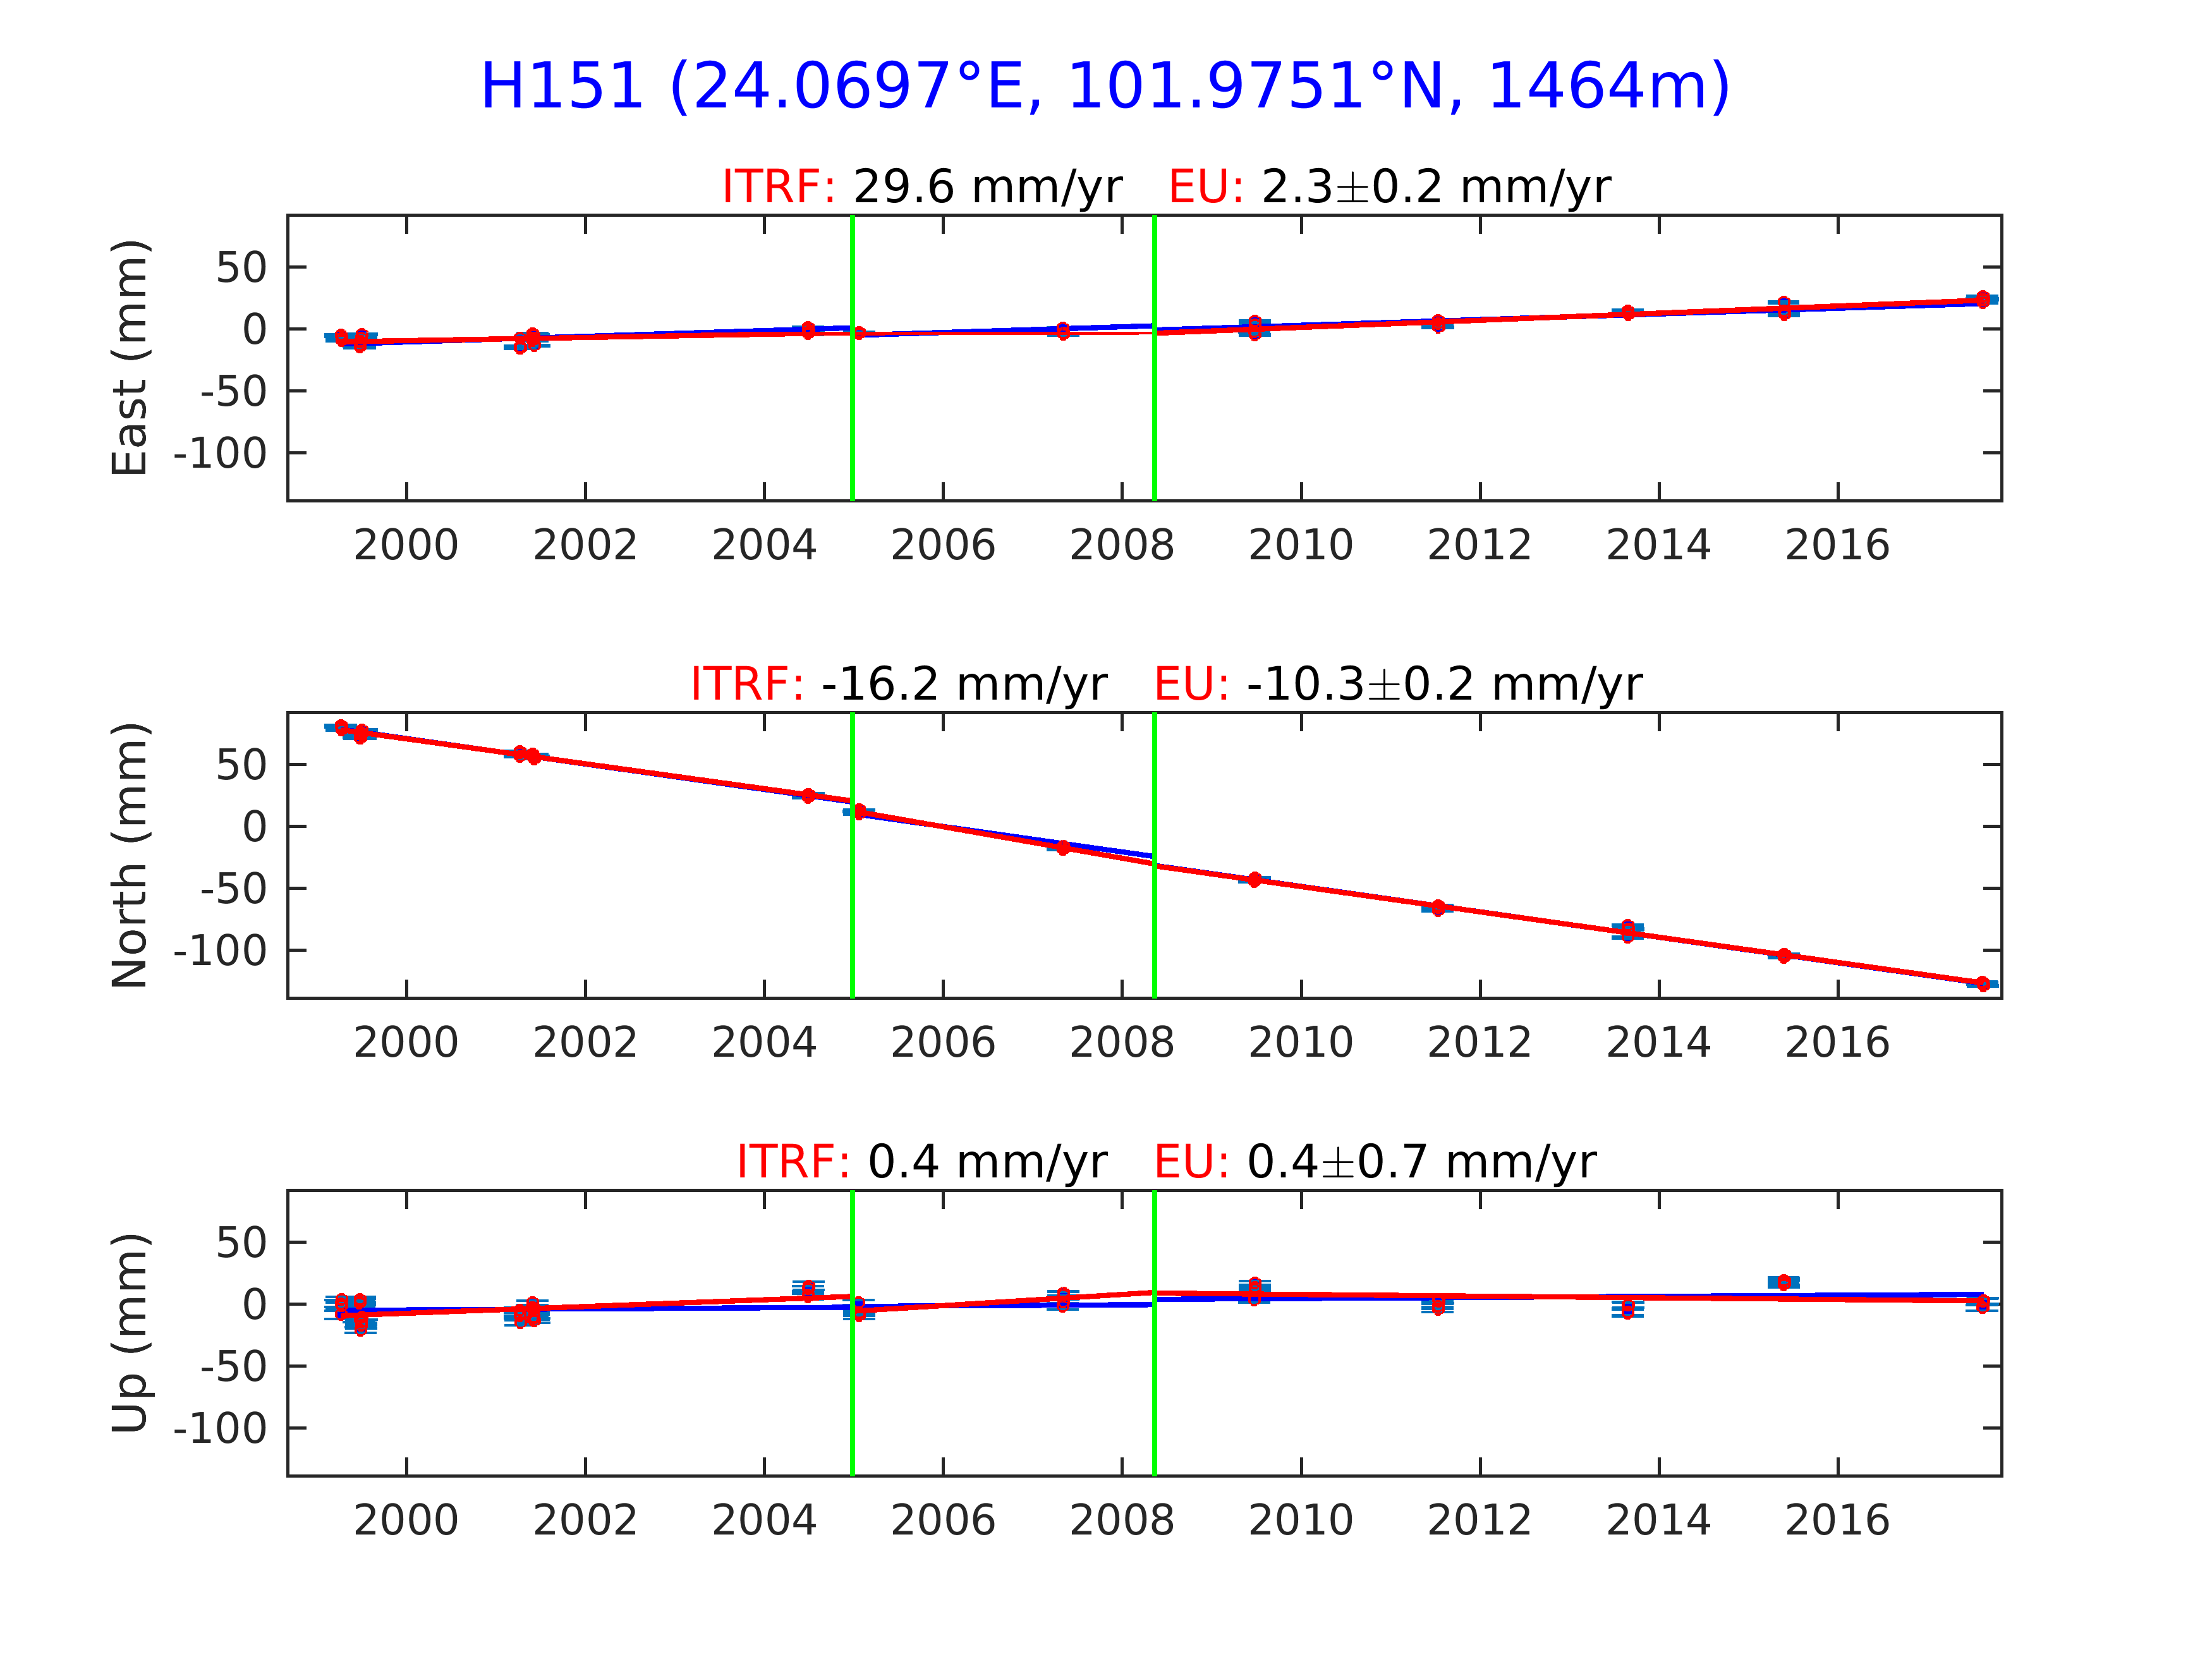 H151 (24.0697°E, 101.9751°N, 1464m)
ITRF: 29.6 mm/yr EU: 2.3±0.2 mm/yr
East (mm)
50
0
-50
-100
2000 2002 2004 2006 2008 2010 2012 2014 2016
ITRF: -16.2 mm/yr EU: -10.3±0.2 mm/yr
North (mm)
50
0
-50
-100
2000 2002 2004 2006 2008 2010 2012 2014 2016
ITRF: 0.4 mm/yr EU: 0.4±0.7 mm/yr
Up (mm)
50
0
-50
-100
2000 2002 2004 2006 2008 2010 2012 2014 2016